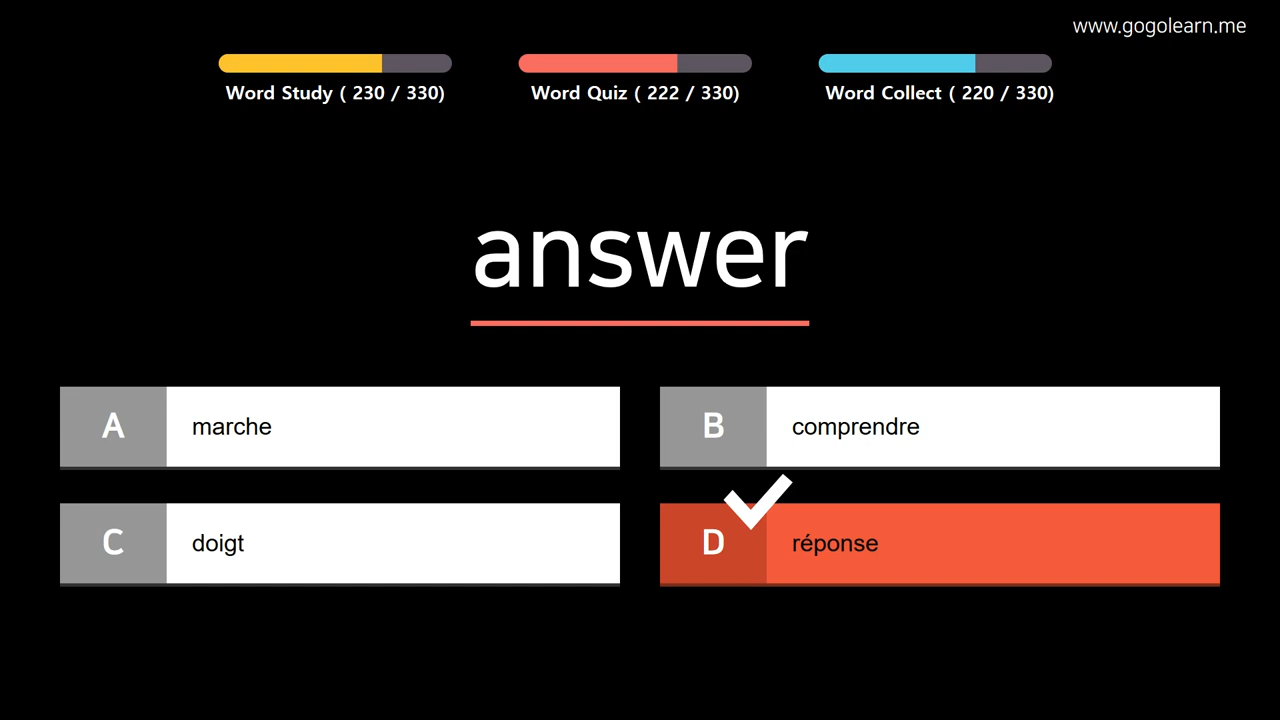 www.gogolearn.me
Word Study ( 230 / 330)
Word Quiz ( 222 / 330)
Word Collect ( 220 / 330)
answer
A marche
B comprendre
C doigt
D réponse